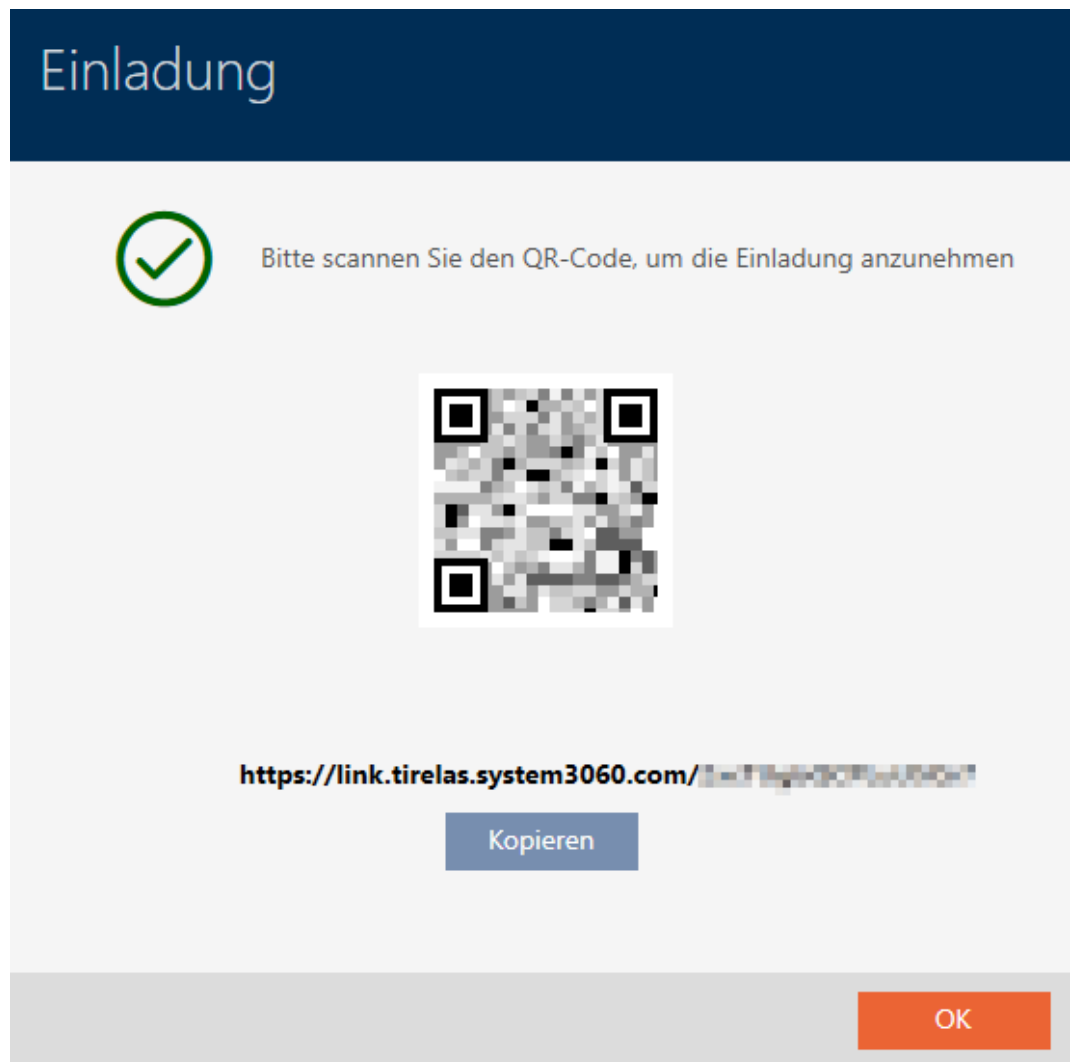 Einladung
Bitte scannen Sie den QR-Code, um die Einladung anzunehmen
https://link.tirelas.system3060.com/
Kopieren
OK